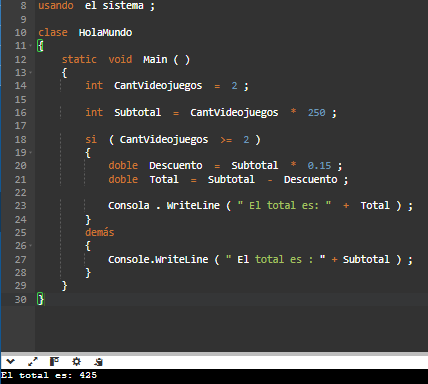 8 usando el sistema ;
9
10 clase HolaMundo
11 {
12 static void Main ( )
13 {
14 int CantVideojuegos = 2 ;
15
16 int Subtotal = CantVideojuegos * 250 ;
17
18 si ( CantVideojuegos >= 2 )
19 {
20 doble Descuento = Subtotal * 0.15 ;
21 doble Total = Subtotal - Descuento ;
22
23 Consola . WriteLine ( " El total es: " + Total ) ;
24 }
25 demás
26 {
27 Console.WriteLine ( " El total es : " + Subtotal ) ;
28 }
29 }
30 }
El total es: 425